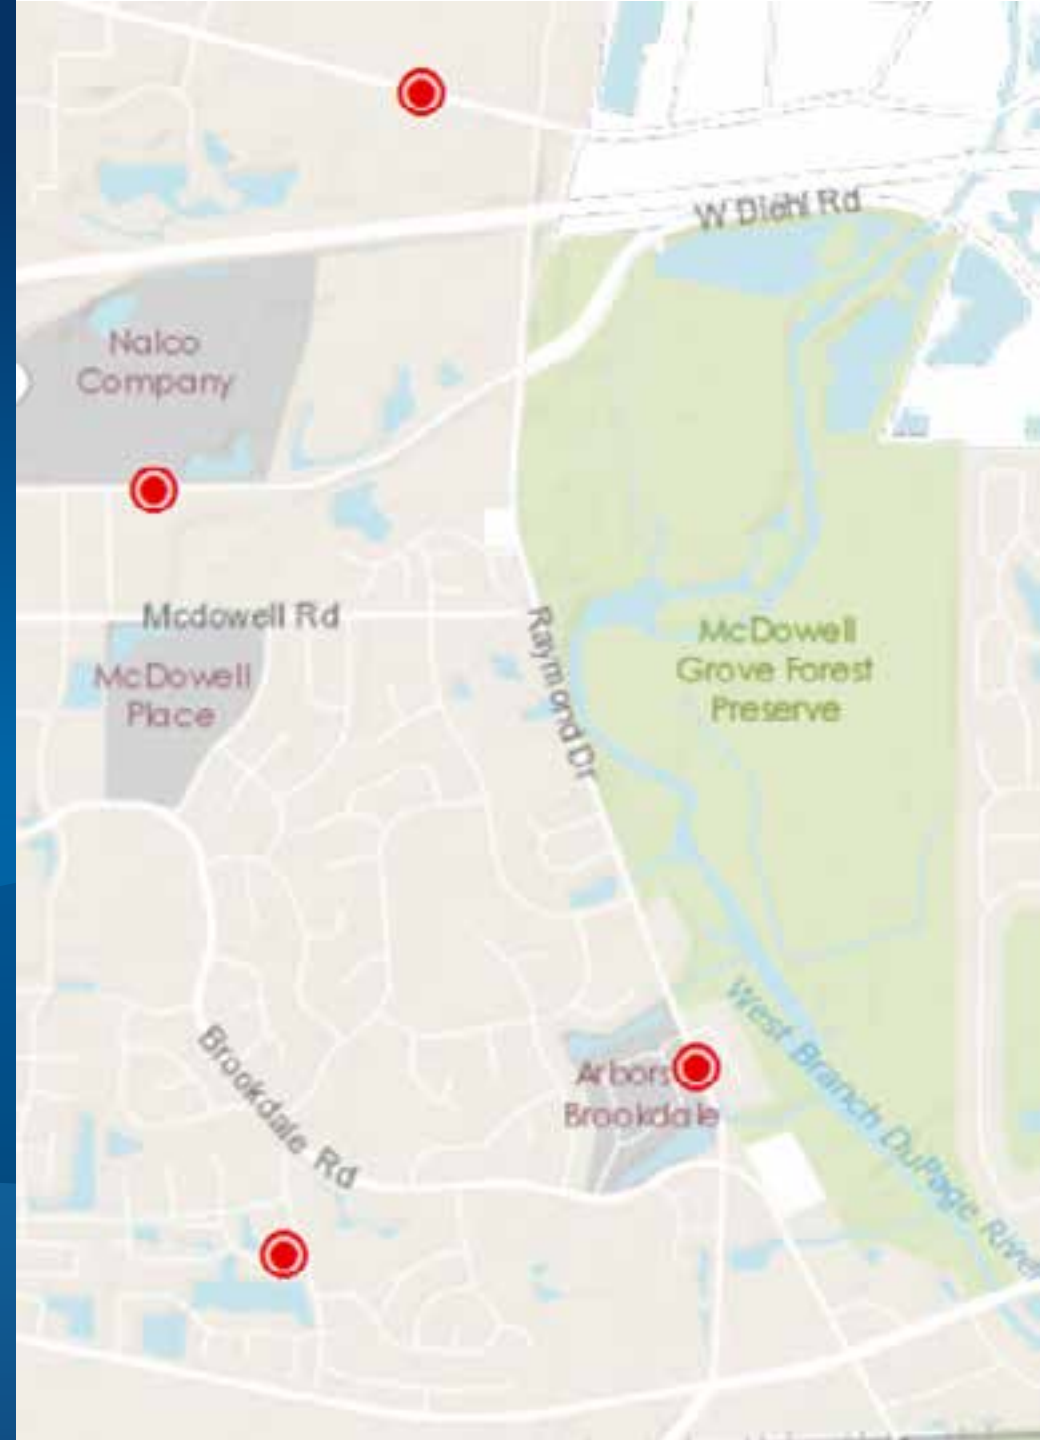 W Diehl Rd
Nalco
Company
Mcdowell Rd
McDowell
Place
Raymond Dr
McDowell
Grove Forest
Preserve
West Branch DuPage River
Brookdale Rd
Arbors
Brookdale